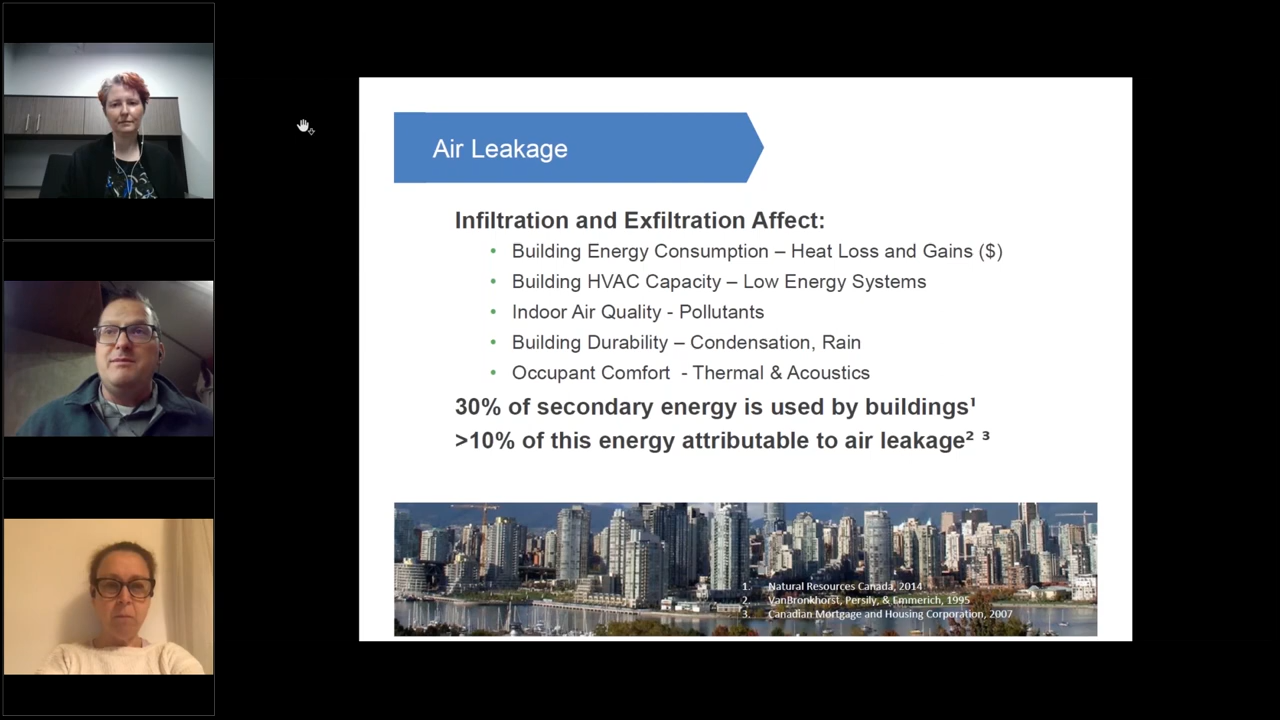 Air Leakage
Infiltration and Exfiltration Affect:
• Building Energy Consumption – Heat Loss and Gains ($)
• Building HVAC Capacity – Low Energy Systems
• Indoor Air Quality - Pollutants
• Building Durability – Condensation, Rain
• Occupant Comfort  - Thermal & Acoustics
30% of secondary energy is used by buildings¹
>10% of this energy attributable to air leakage² ³
1. Natural Resources Canada, 2014
2. VanBronkhorst, Persily, & Emmerich, 1995
3. Canadian Mortgage and Housing Corporation, 2007